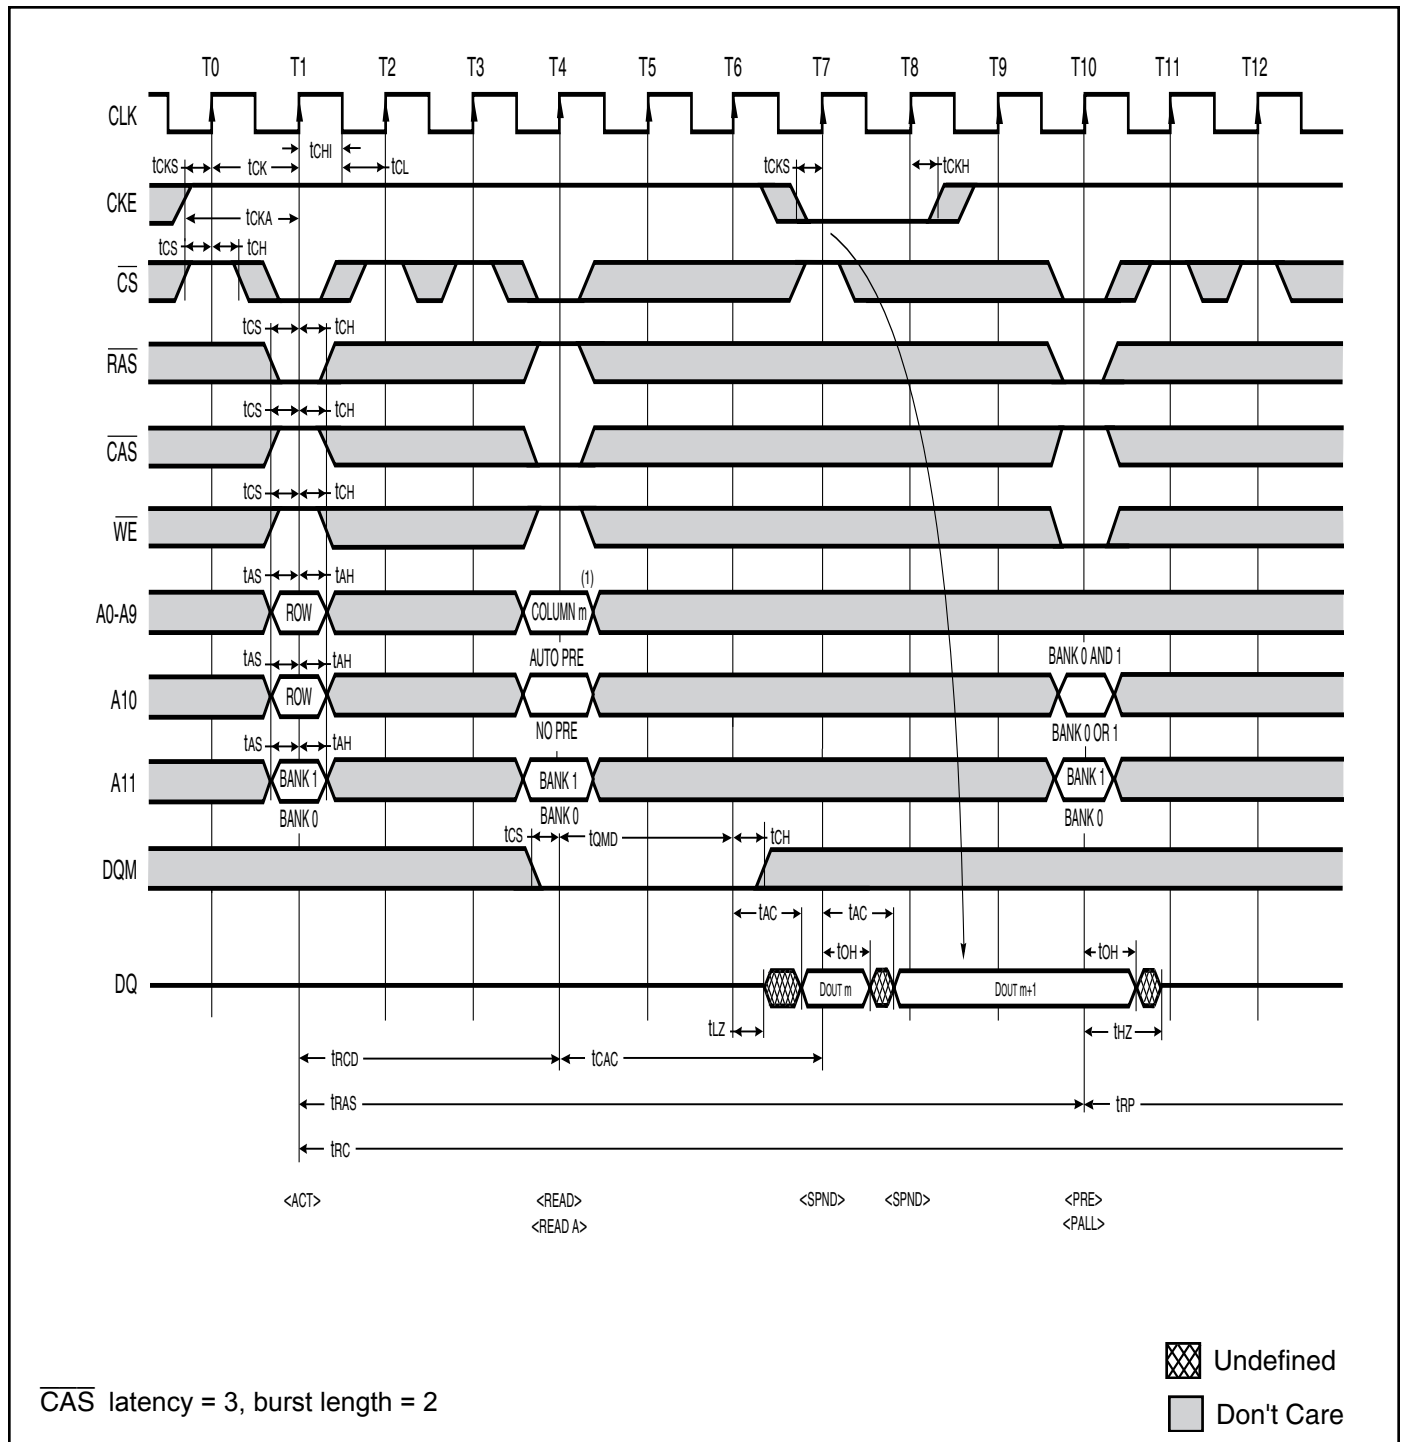 T0 T1 T2 T3 T4 T5 T6 T7 T8 T9 T10 T11 T12
CLK
tCHI
tCKS tCK tCL tCKS tCKH
CKE
tCKA
tCS tCH
CS
tCS tCH
RAS
tCS tCH
CAS
tCS tCH
WE
tAS tAH (1)
A0-A9 ROW COLUMN m
tAS tAH AUTO PRE BANK 0 AND 1
A10 ROW
NO PRE BANK 0 OR 1
tAS tAH
A11 BANK 1 BANK 1 BANK 1
BANK 0 BANK 0 BANK 0
tCS tQMD tCH
DQM
tAC tAC
tOH tOH
DQ DOUT m DOUT m+1
tLZ tHZ
tRCD tCAC
tRAS tRP
tRC
<ACT> <READ> <SPND> <SPND> <PRE>
<READ A> <PALL>
Undefined
CAS latency = 3, burst length = 2
Don't Care